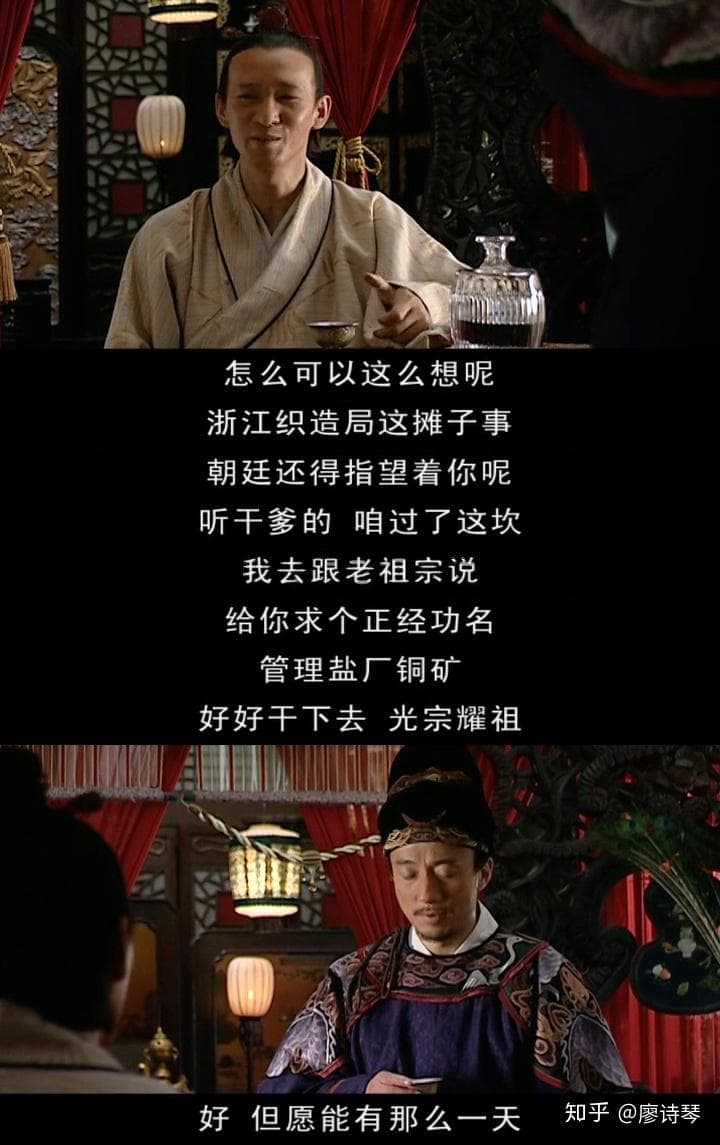 怎么可以这么想呢
浙江织造局这摊子事
朝廷还得指望着你呢
听干爹的 咱过了这坎
我去跟老祖宗说
给你求个正经功名
管理盐厂铜矿
好好干下去 光宗耀祖
好 但愿能有那么一天
知乎 @廖诗琴